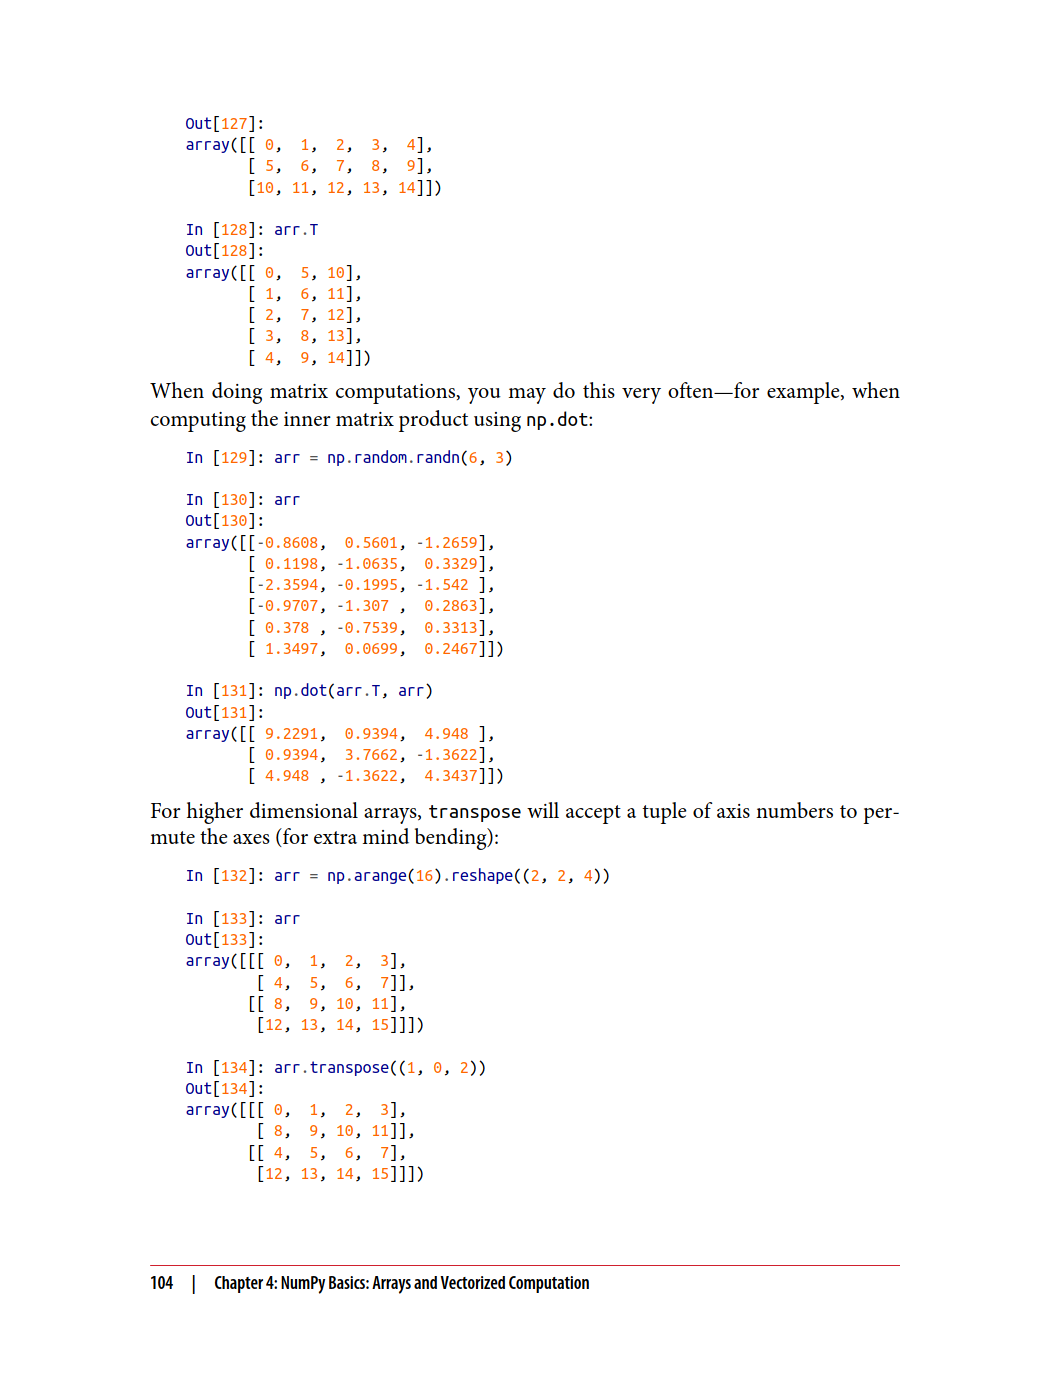 Out[127]:
array([[ 0,  1,  2,  3,  4],
       [ 5,  6,  7,  8,  9],
       [10, 11, 12, 13, 14]])
In [128]: arr.T
Out[128]:
array([[ 0,  5, 10],
       [ 1,  6, 11],
       [ 2,  7, 12],
       [ 3,  8, 13],
       [ 4,  9, 14]])
When doing matrix computations, you may do this very often—for example, when
computing the inner matrix product using np.dot:
In [129]: arr = np.random.randn(6, 3)
In [130]: arr
Out[130]:
array([[-0.8608,  0.5601, -1.2659],
       [ 0.1198, -1.0635,  0.3329],
       [-2.3594, -0.1995, -1.542 ],
       [-0.9707, -1.307 ,  0.2863],
       [ 0.378 , -0.7539,  0.3313],
       [ 1.3497,  0.0699,  0.2467]])
In [131]: np.dot(arr.T, arr)
Out[131]:
array([[ 9.2291,  0.9394,  4.948 ],
       [ 0.9394,  3.7662, -1.3622],
       [ 4.948 , -1.3622,  4.3437]])
For higher dimensional arrays, transpose will accept a tuple of axis numbers to per-
mute the axes (for extra mind bending):
In [132]: arr = np.arange(16).reshape((2, 2, 4))
In [133]: arr
Out[133]:
array([[[ 0,  1,  2,  3],
        [ 4,  5,  6,  7]],
       [[ 8,  9, 10, 11],
        [12, 13, 14, 15]]])
In [134]: arr.transpose((1, 0, 2))
Out[134]:
array([[[ 0,  1,  2,  3],
        [ 8,  9, 10, 11]],
       [[ 4,  5,  6,  7],
        [12, 13, 14, 15]]])
104 | Chapter 4: NumPy Basics: Arrays and Vectorized Computation